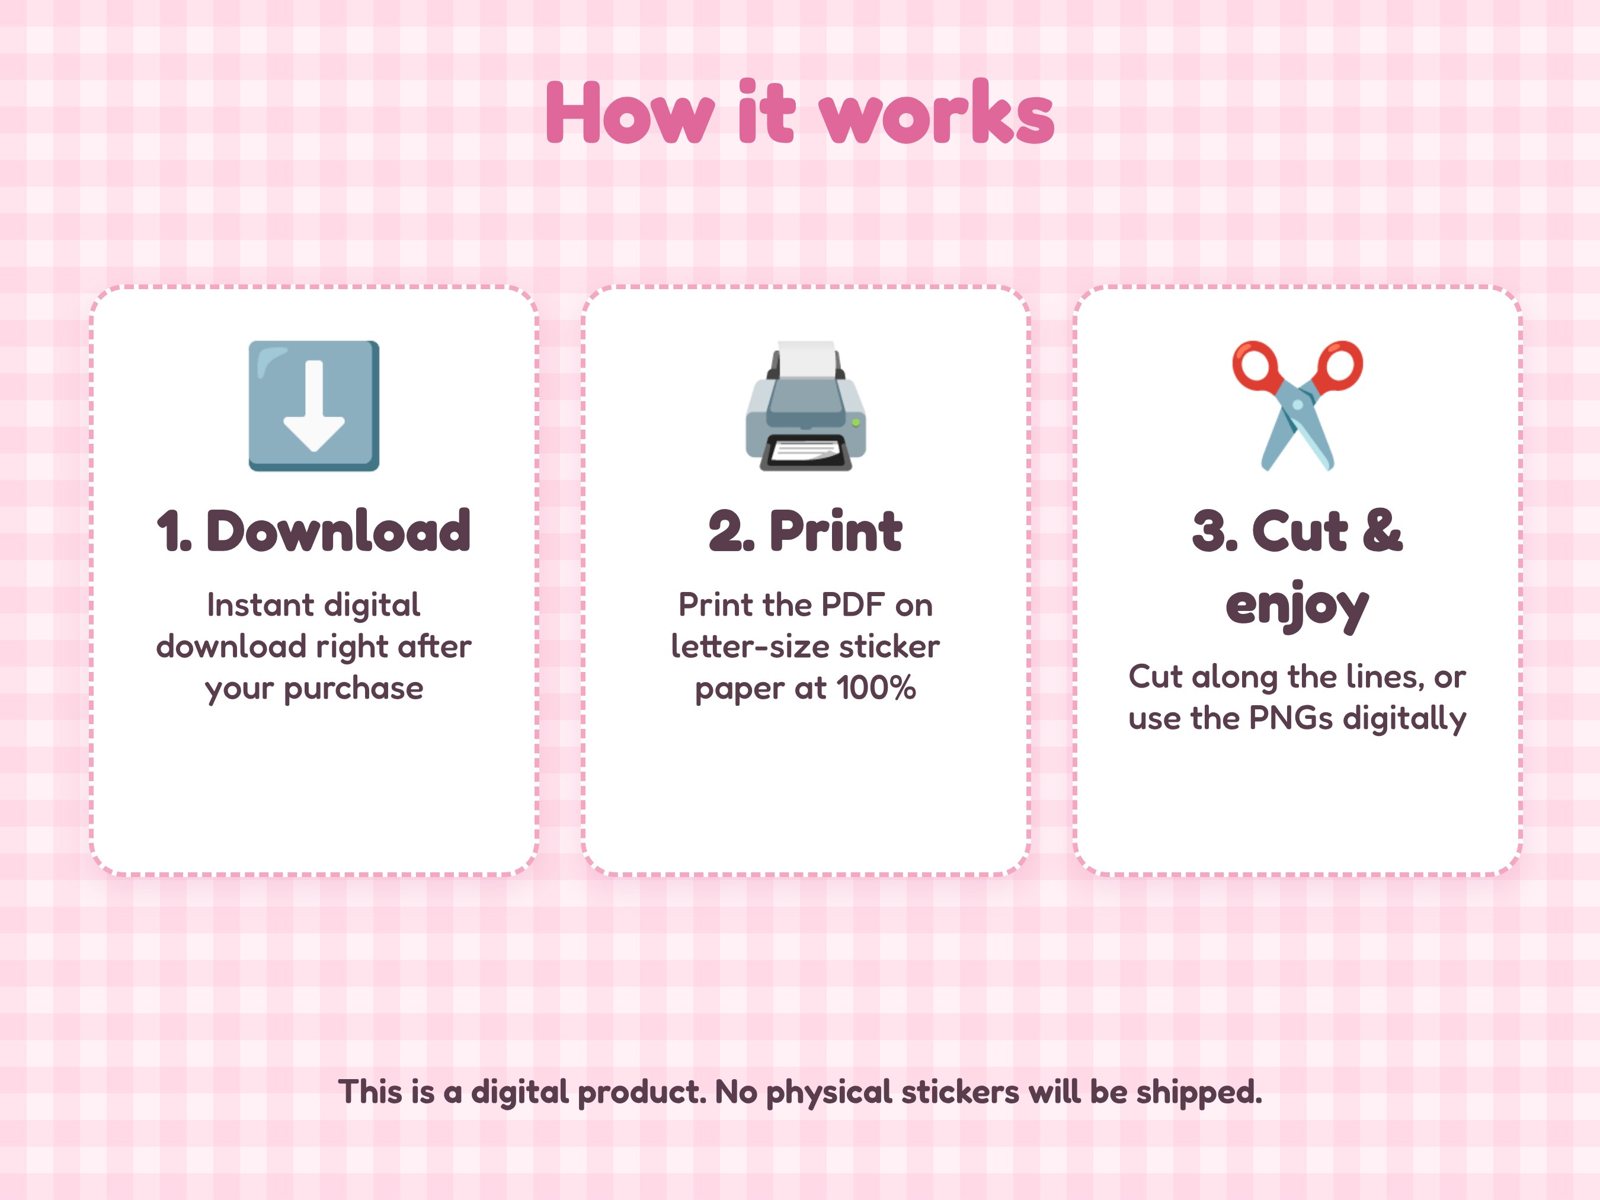 How it works
1. Download
Instant digital
download right after
your purchase
2. Print
Print the PDF on
letter-size sticker
paper at 100%
3. Cut &
enjoy
Cut along the lines, or
use the PNGs digitally
This is a digital product. No physical stickers will be shipped.